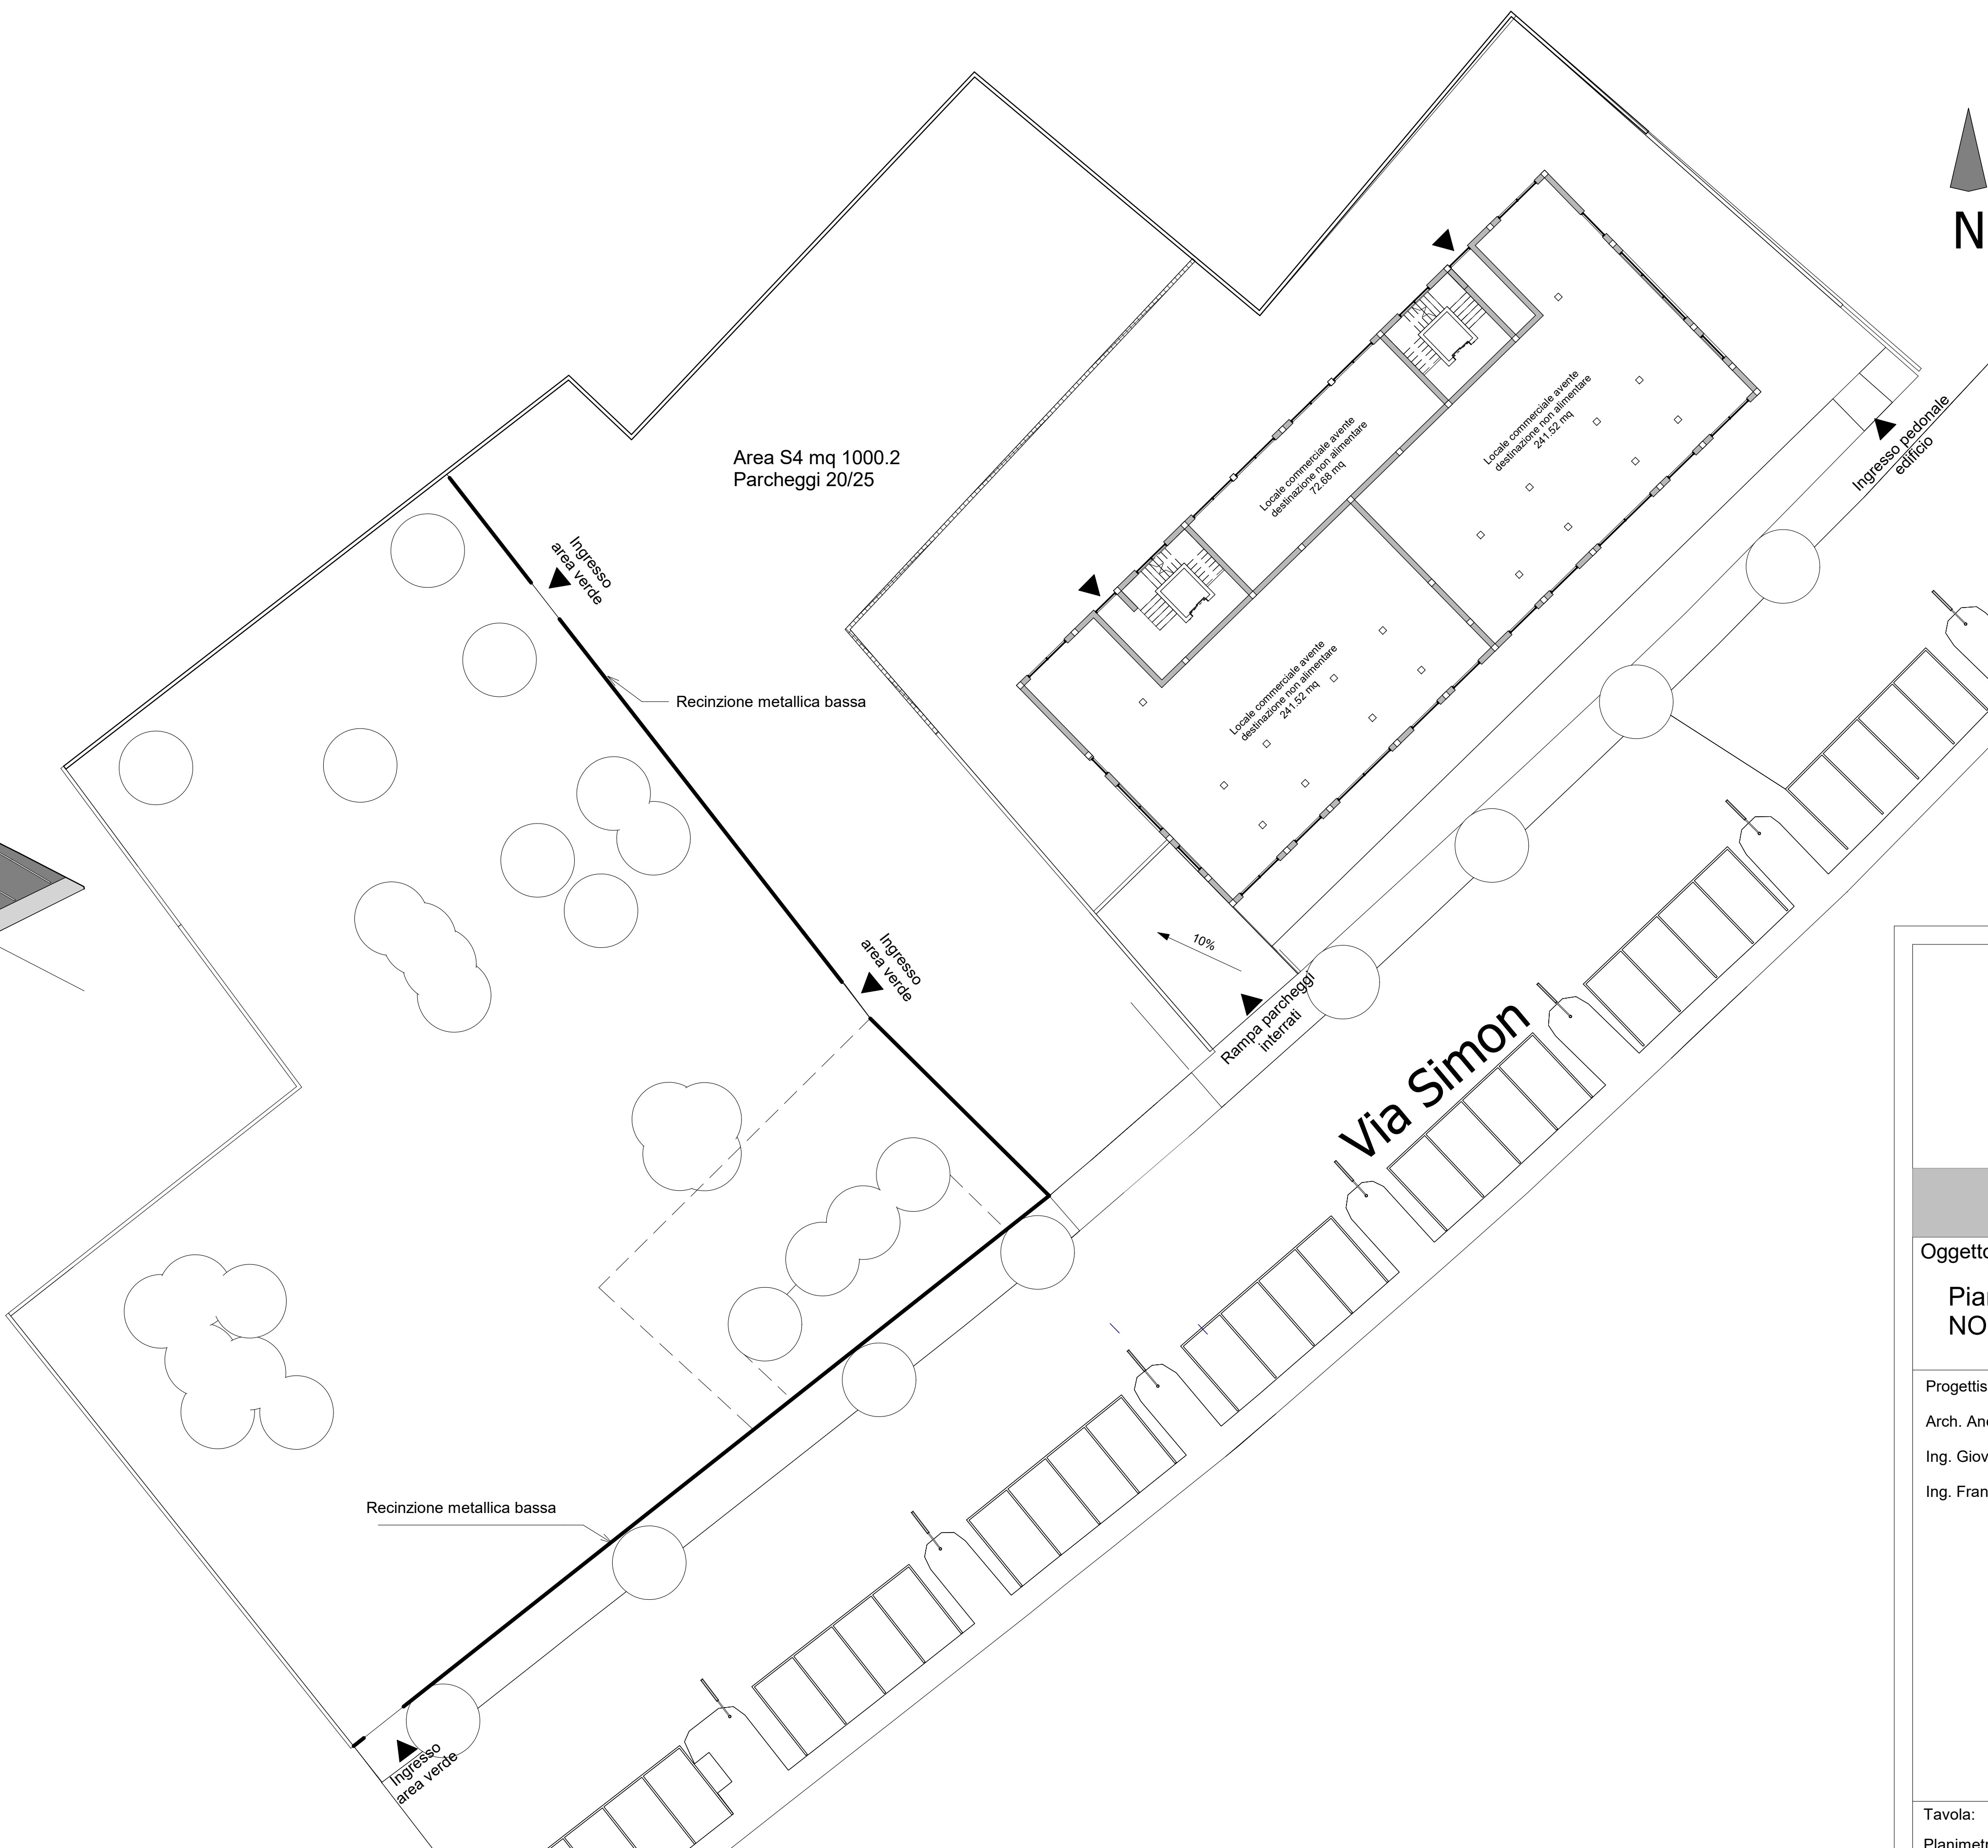 N
Area S4 mq 1000.2
Parcheggi 20/25
Locale commerciale avente
destinazione non alimentare
241.52 mq
Ingresso pedonale
edificio
Locale commerciale avente
destinazione non alimentare
72.68 mq
Ingresso
area verde
Recinzione metallica bassa
Locale commerciale avente
destinazione non alimentare
241.52 mq
Ingresso
area verde
10%
Rampa parcheggi
interrati
Via Simon
Recinzione metallica bassa
Ingresso
area verde
Oggetto
Pian
NO
Progettis
Arch. And
Ing. Giov
Ing. Fran
Tavola:
Planimetr